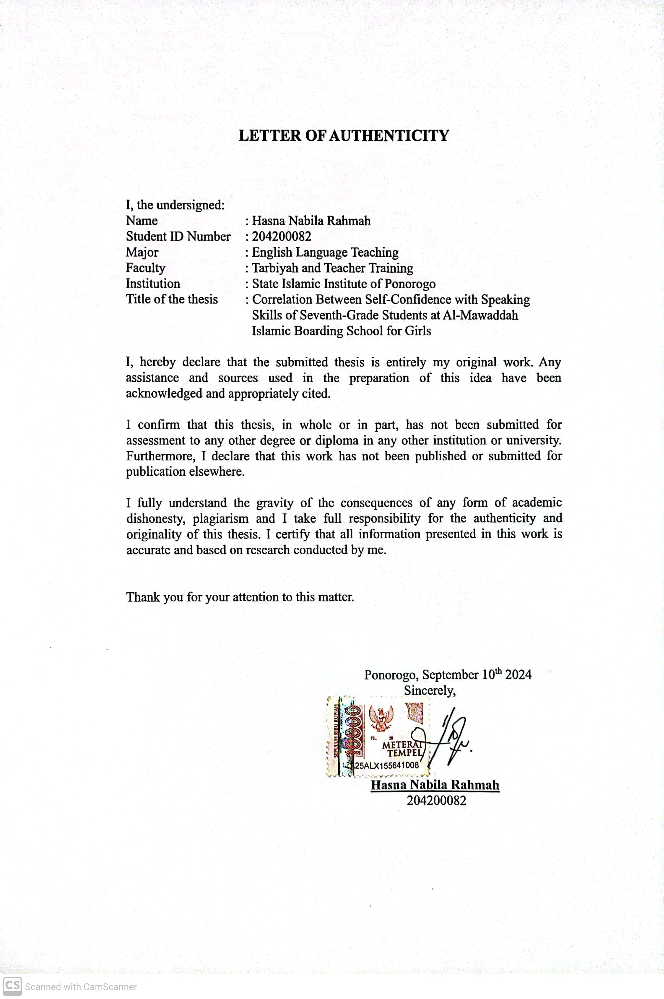 LETTER OF AUTHENTICITY
I, the undersigned:
Name : Hasna Nabila Rahmah
Student ID Number : 204200082
Major : English Language Teaching
Faculty : Tarbiyah and Teacher Training
Institution : State Islamic Institute of Ponorogo
Title of the thesis : Correlation Between Self-Confidence with Speaking
Skills of Seventh-Grade Students at Al-Mawaddah
Islamic Boarding School for Girls
I, hereby declare that the submitted thesis is entirely my original work. Any
assistance and sources used in the preparation of this idea have been
acknowledged and appropriately cited.
I confirm that this thesis, in whole or in part, has not been submitted for
assessment to any other degree or diploma in any other institution or university.
Furthermore, I declare that this work has not been published or submitted for
publication elsewhere.
I fully understand the gravity of the consequences of any form of academic
dishonesty, plagiarism and I take full responsibility for the authenticity and
originality of this thesis. I certify that all information presented in this work is
accurate and based on research conducted by me.
Thank you for your attention to this matter.
Ponorogo, September 10th 2024
Sincerely,
SEPULUH RIBU RUPIAH
10000
TGL. 20
METERAI
TEMPEL
25ALX155641008
Hasna Nabila Rahmah
204200082
CS Scanned with CamScanner